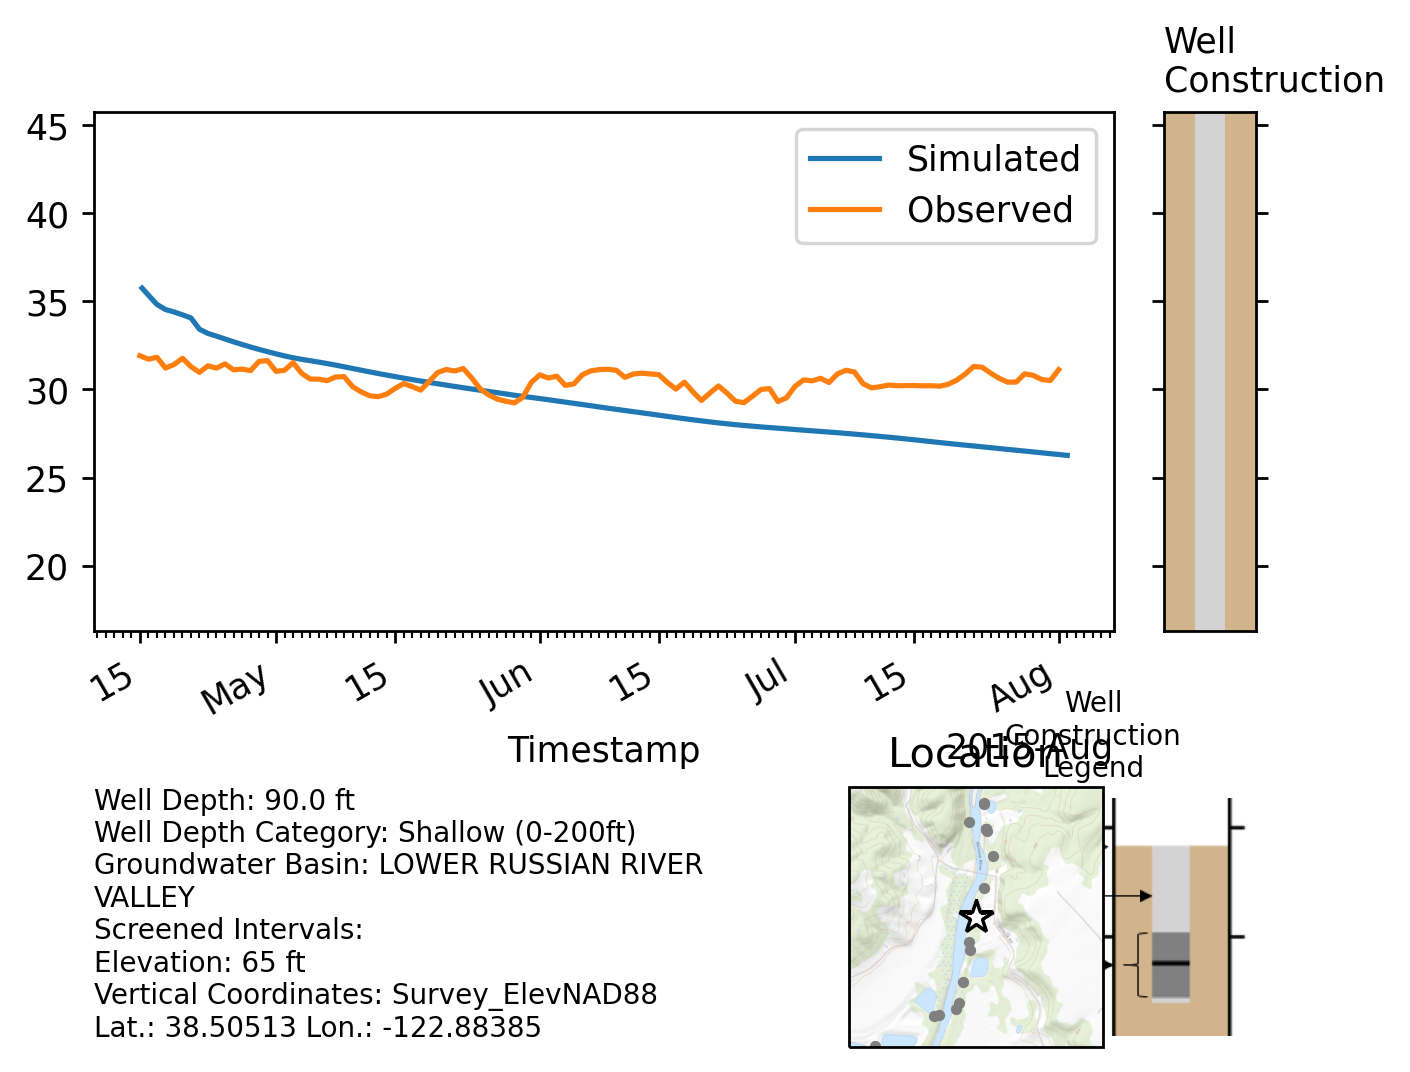 Well
Construction
45
40
35
30
25
20
Simulated
Observed
15
May
15
Jun
15
Jul
15
Aug
2015-Aug
Timestamp
Well
Construction
Legend
Location
Well Depth: 90.0 ft
Well Depth Category: Shallow (0-200ft)
Groundwater Basin: LOWER RUSSIAN RIVER
VALLEY
Screened Intervals:
Elevation: 65 ft
Vertical Coordinates: Survey_ElevNAD88
Lat.: 38.50513 Lon.: -122.88385